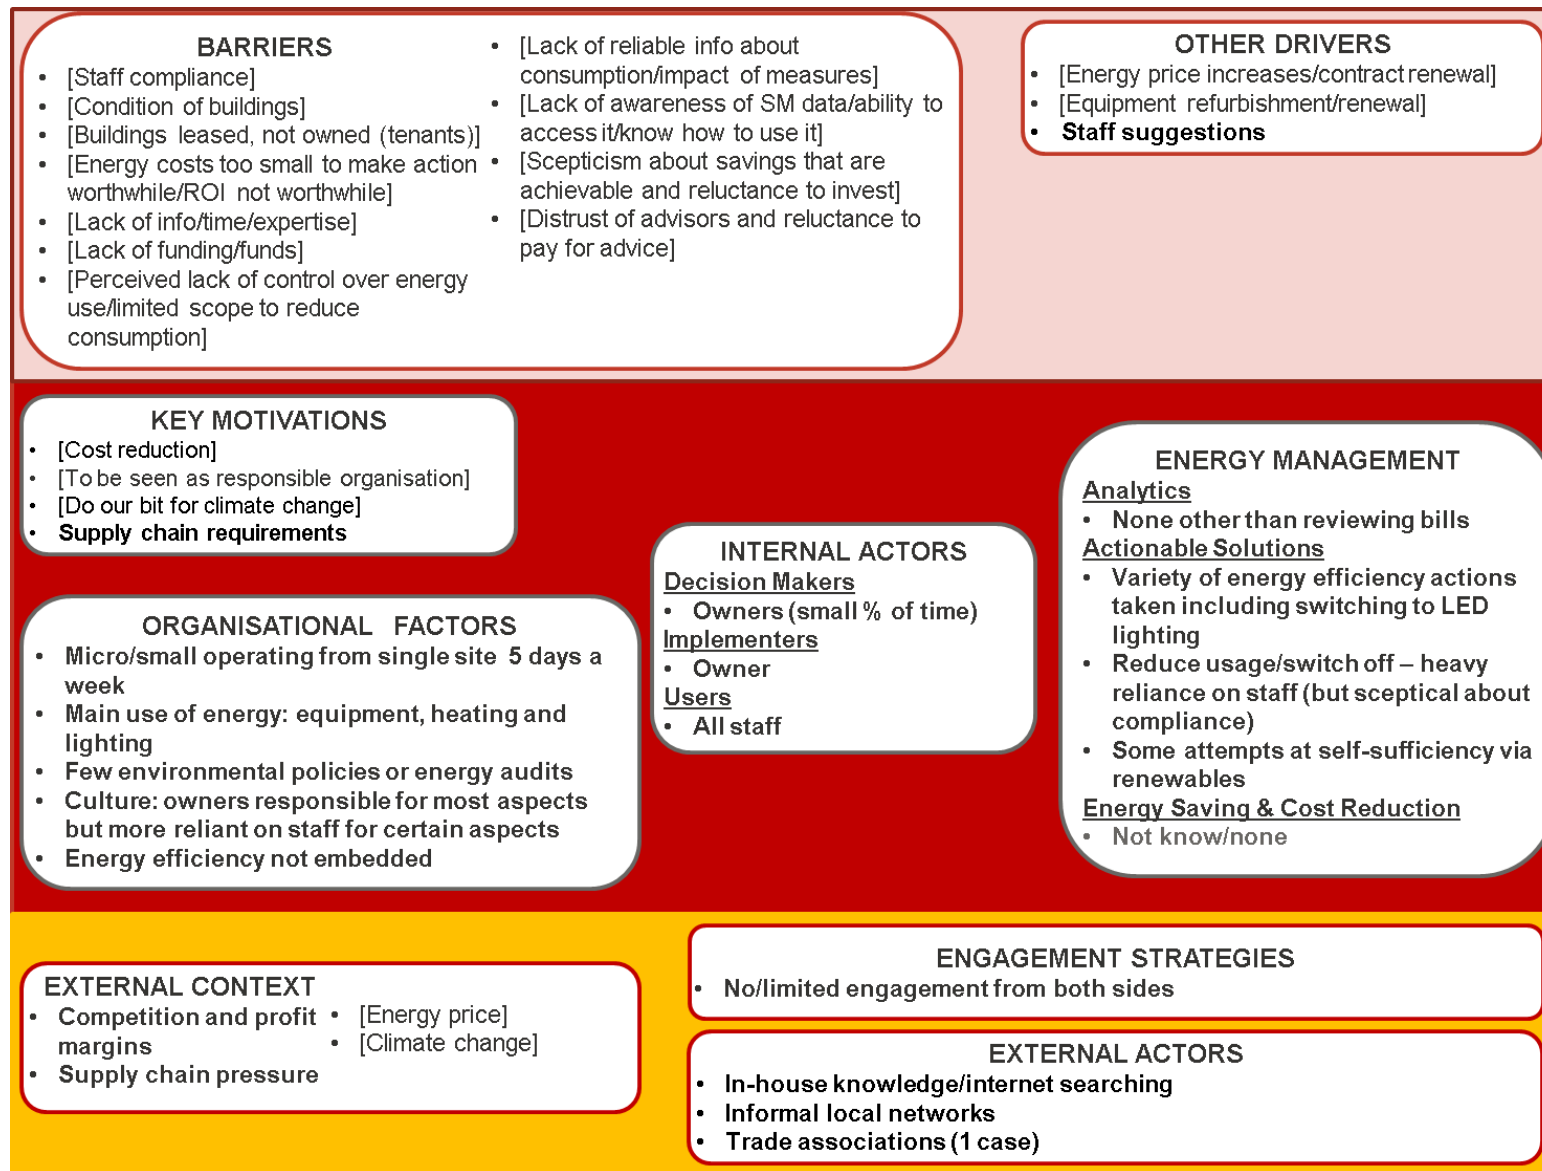 BARRIERS
• [Staff compliance]
• [Condition of buildings]
• [Buildings leased, not owned (tenants)]
• [Energy costs too small to make action
worthwhile/ROI not worthwhile]
• [Lack of info/time/expertise]
• [Lack of funding/funds]
• [Perceived lack of control over energy
use/limited scope to reduce
consumption]
• [Lack of reliable info about
consumption/impact of measures]
• [Lack of awareness of SM data/ability to
access it/know how to use it]
• [Scepticism about savings that are
achievable and reluctance to invest]
• [Distrust of advisors and reluctance to
pay for advice]
OTHER DRIVERS
• [Energy price increases/contract renewal]
• [Equipment refurbishment/renewal]
• Staff suggestions
KEY MOTIVATIONS
• [Cost reduction]
• [To be seen as responsible organisation]
• [Do our bit for climate change]
• Supply chain requirements
ORGANISATIONAL FACTORS
• Micro/small operating from single site 5 days a
week
• Main use of energy: equipment, heating and
lighting
• Few environmental policies or energy audits
• Culture: owners responsible for most aspects
but more reliant on staff for certain aspects
• Energy efficiency not embedded
INTERNAL ACTORS
Decision Makers
• Owners (small % of time)
Implementers
• Owner
Users
• All staff
ENERGY MANAGEMENT
Analytics
• None other than reviewing bills
Actionable Solutions
• Variety of energy efficiency actions
taken including switching to LED
lighting
• Reduce usage/switch off – heavy
reliance on staff (but sceptical about
compliance)
• Some attempts at self-sufficiency via
renewables
Energy Saving & Cost Reduction
• Not know/none
EXTERNAL CONTEXT
• Competition and profit
margins
• Supply chain pressure
• [Energy price]
• [Climate change]
ENGAGEMENT STRATEGIES
• No/limited engagement from both sides
EXTERNAL ACTORS
• In-house knowledge/internet searching
• Informal local networks
• Trade associations (1 case)